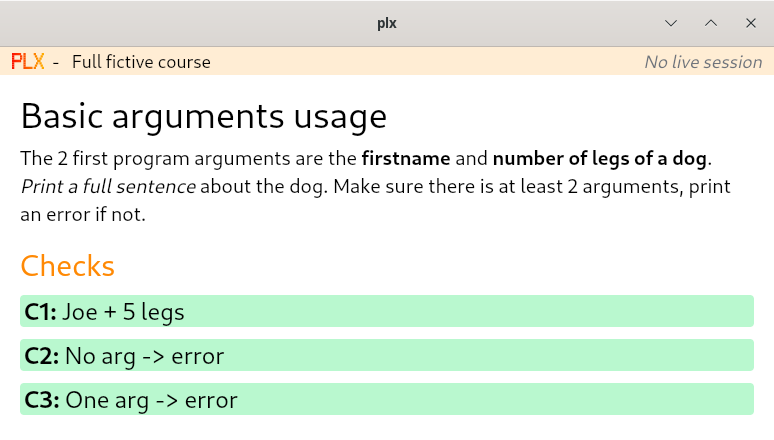 plx
PLX - Full fictive course
No live session
Basic arguments usage
The 2 first program arguments are the firstname and number of legs of a dog.
Print a full sentence about the dog. Make sure there is at least 2 arguments, print
an error if not.
Checks
C1: Joe + 5 legs
C2: No arg -> error
C3: One arg -> error